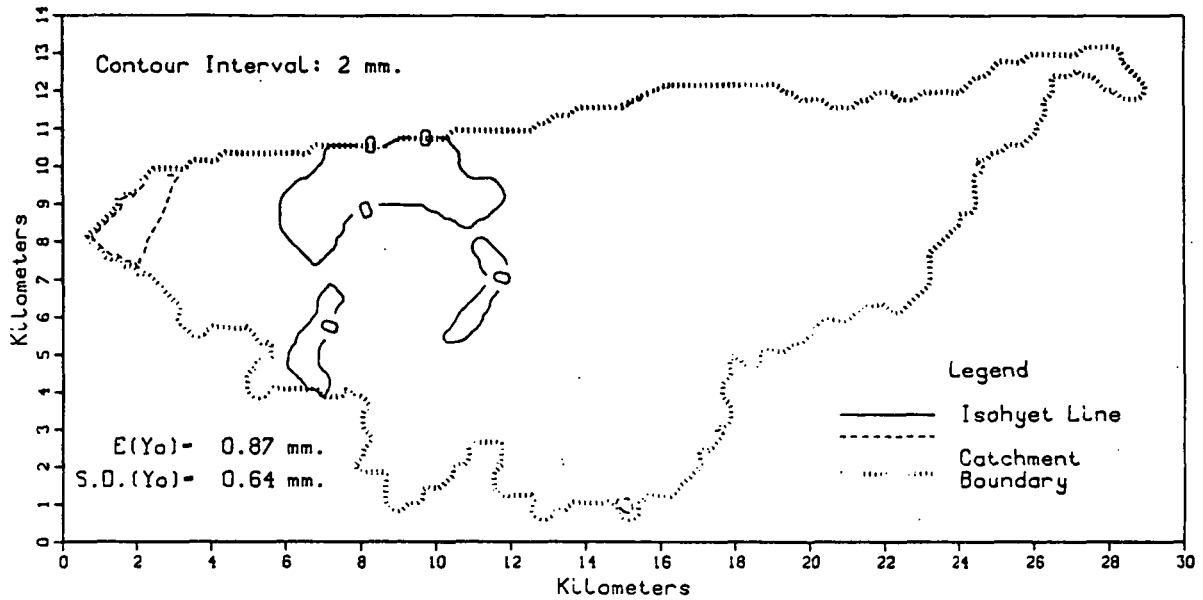 Contour Interval: 2 mm.
14
13
12
11
10
9
8
7
6
5
4
3
2
1
0
Kilometers
0
0
0
0
0
E(Yo)= 0.87 mm.
S.D.(Yo)= 0.64 mm.
Legend
Isohyet Line
Catchment
Boundary
0 2 4 6 8 10 12 14 16 18 20 22 24 26 28 30
Kilometers